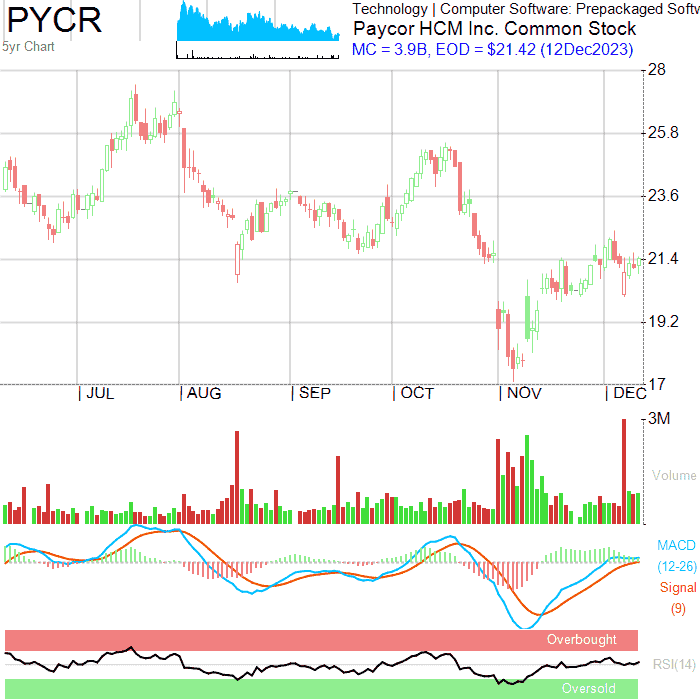 PYCR
5yr Chart
Technology | Computer Software: Prepackaged Softw
Paycor HCM Inc. Common Stock
MC = 3.9B, EOD = $21.42 (12Dec2023)
28
25.8
23.6
21.4
19.2
17
| JUL | AUG | SEP | OCT | NOV | DEC
3M
Volume
MACD
(12-26)
Signal
(9)
Overbought
RSI(14)
Oversold